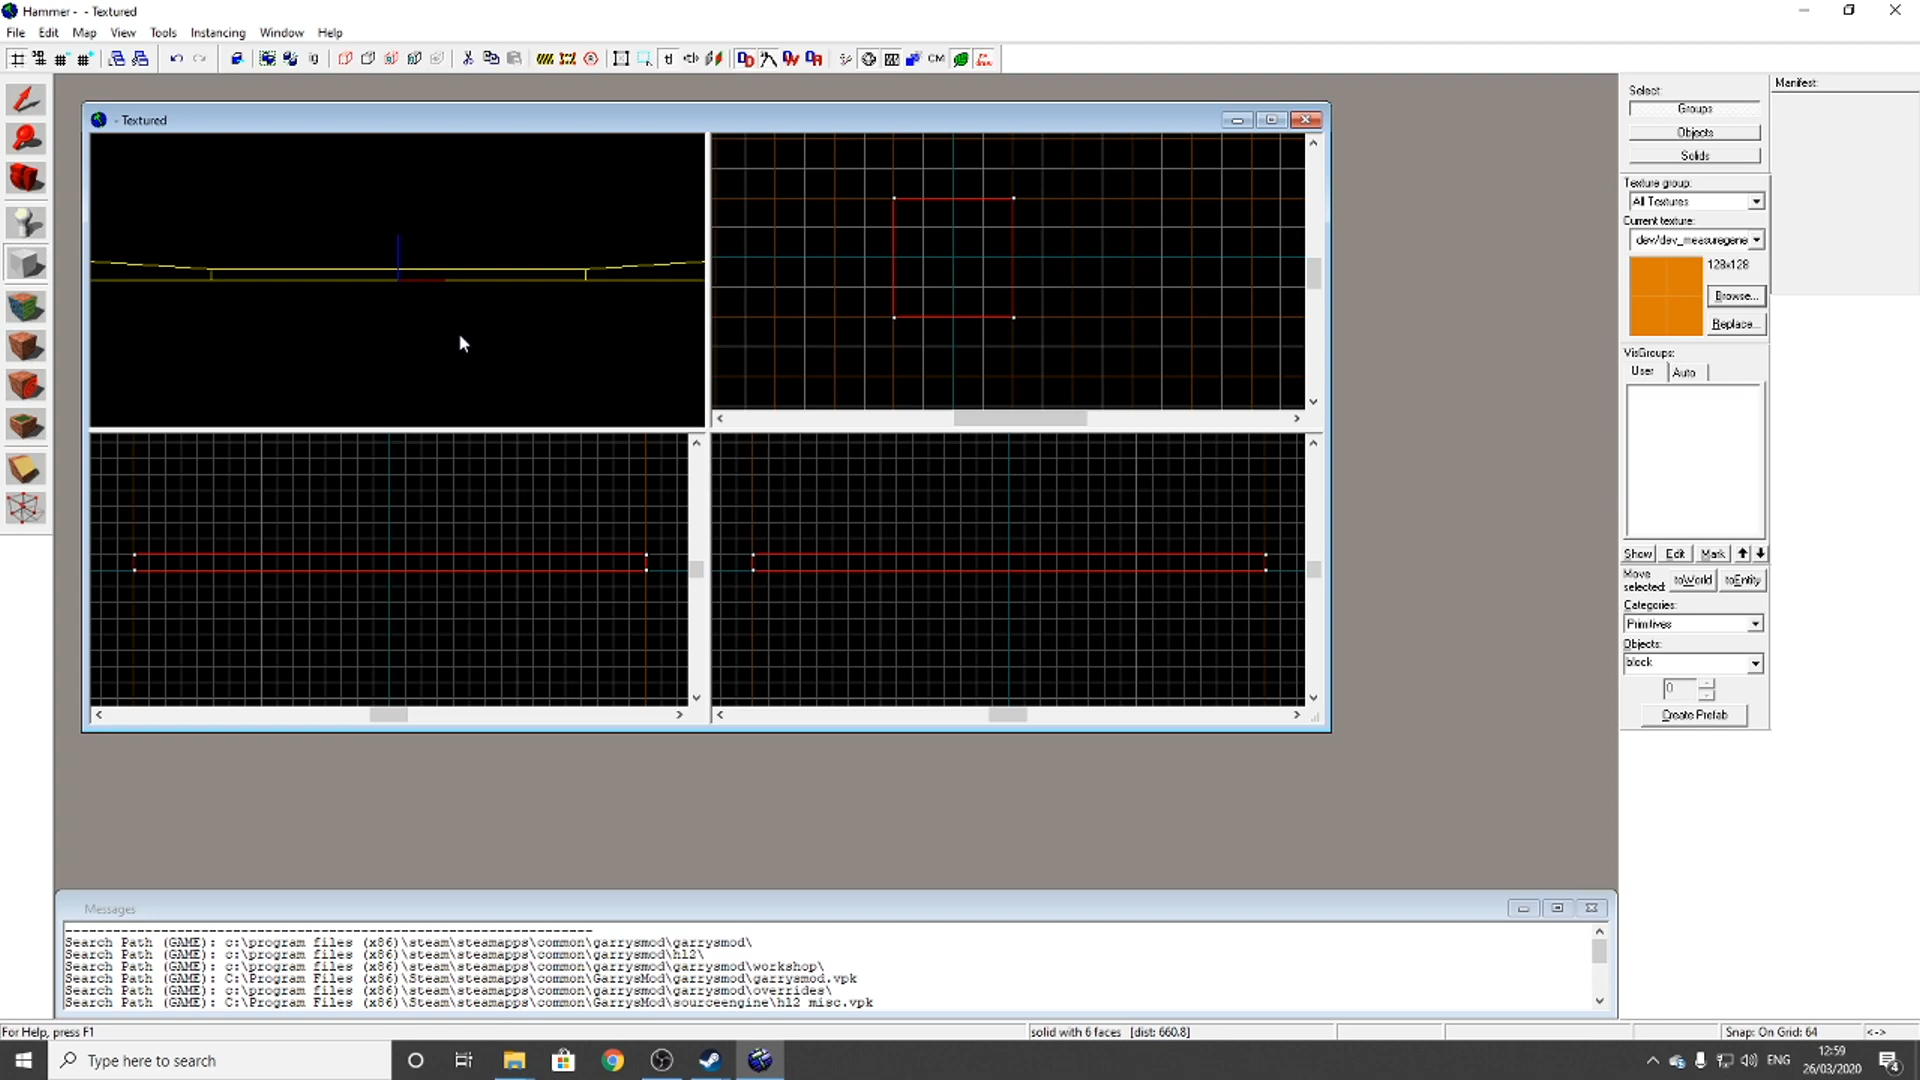 Hammer - - Textured
File Edit Map View Tools Instancing Window Help
CM
- Textured
Select:
Groups
Objects
Solids
Texture group:
All Textures
Current texture:
dev/dev_measuregene
128x128
Browse...
Replace...
VisGroups:
User Auto
Show Edit Mark
Move selected: toWorld toEntity
Categories:
Primitives
Objects:
block
0
Create Prefab
Manifest:
Messages
Search Path (GAME): c:\program files (x86)\steam\steamapps\common\garrysmod\garrysmod\
Search Path (GAME): c:\program files (x86)\steam\steamapps\common\garrysmod\hl2\
Search Path (GAME): c:\program files (x86)\steam\steamapps\common\garrysmod\workshop\
Search Path (GAME): C:\Program Files (x86)\Steam\steamapps\common\GarrysMod\garrysmod.vpk
Search Path (GAME): c:\program files (x86)\steam\steamapps\common\garrysmod\overrides\
Search Path (GAME): C:\Program Files (x86)\Steam\steamapps\common\GarrysMod\sourceengine\hl2 misc.vpk
For Help, press F1
solid with 6 faces [dist: 660.8]
Snap: On Grid: 64
<->
Type here to search
ENG
12:59
26/03/2020
4